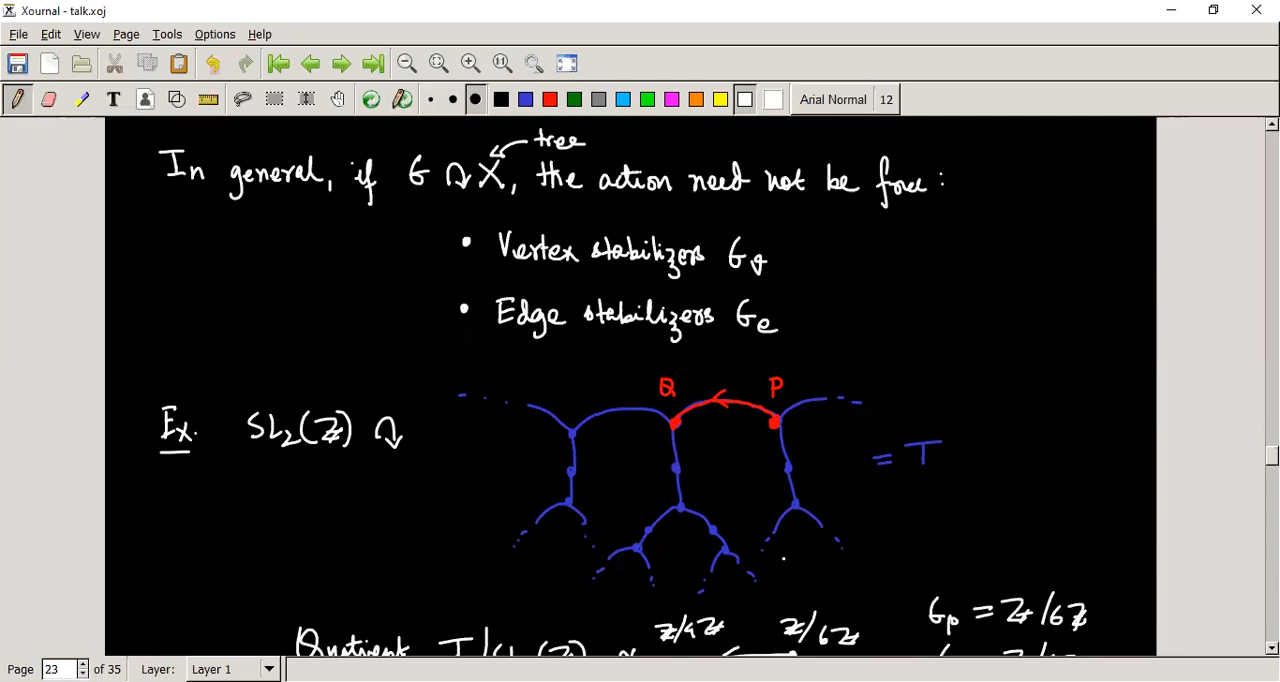 Xournal - talk.xoj
File Edit View Page Tools Options Help
Arial Normal 12
tree
In general, if G ↷ X, the action need not be free :
• Vertex stabilizers G_v
• Edge stabilizers G_e
Q P
Ex. SL₂(ℤ) ↷ = T
ℤ/4ℤ ℤ/6ℤ G_P = ℤ/6ℤ
Quotient
Page 23 of 35 Layer: Layer 1